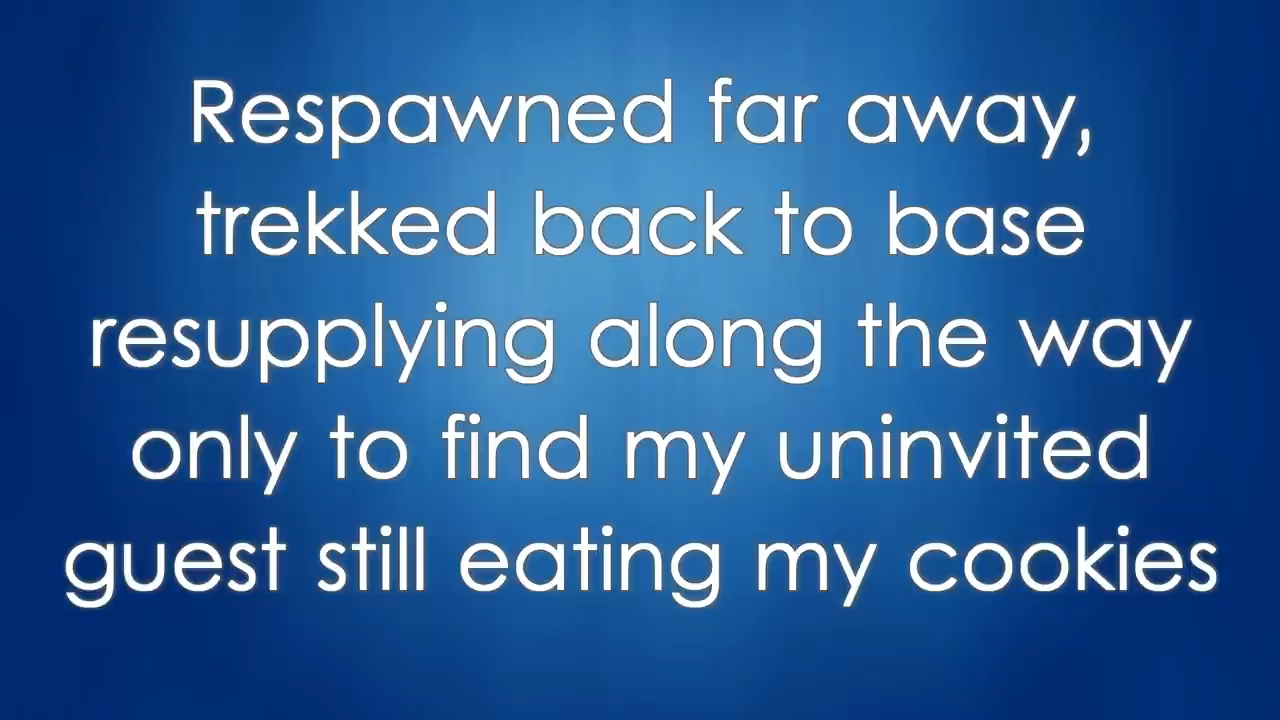 Respawned far away,
trekked back to base
resupplying along the way
only to find my uninvited
guest still eating my cookies